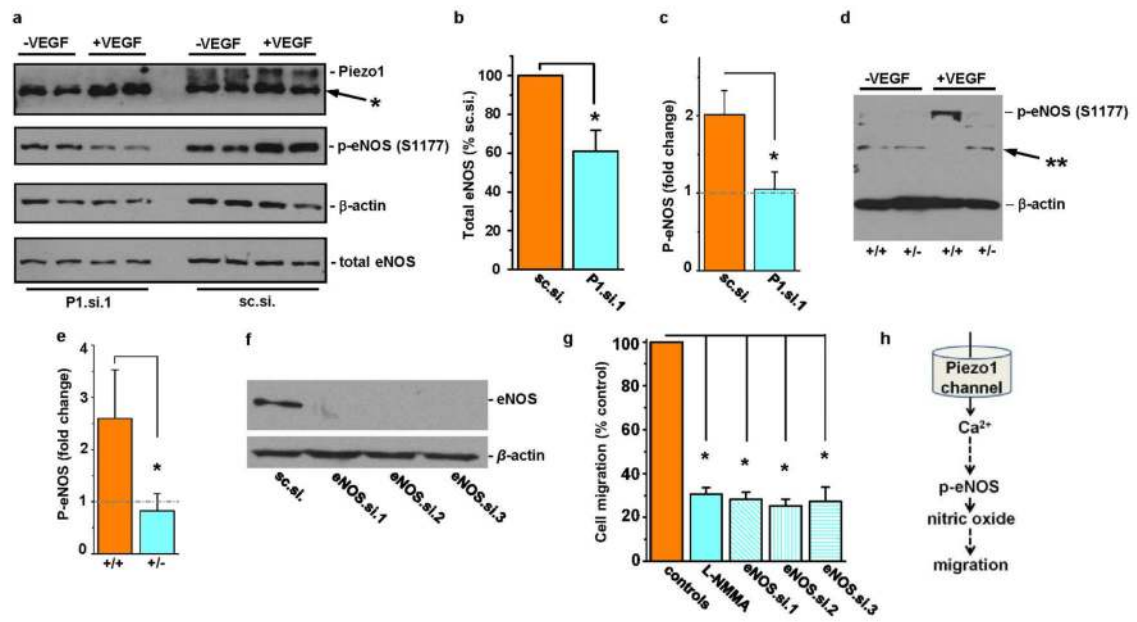 a
-VEGF +VEGF -VEGF +VEGF
- Piezo1
*
- p-eNOS (S1177)
- β-actin
- total eNOS
P1.si.1 sc.si.
b
Total eNOS (% sc.si.)
100
80
60
40
20
0
*
sc.si. P1.si.1
c
P-eNOS (fold change)
2
1
0
*
sc.si. P1.si.1
d
-VEGF +VEGF
- p-eNOS (S1177)
**
- β-actin
+/+ +/- +/+ +/-
e
P-eNOS (fold change)
4
3
2
1
0
*
+/+ +/-
f
- eNOS
- β-actin
sc.si. eNOS.si.1 eNOS.si.2 eNOS.si.3
g
Cell migration (% control)
100
80
60
40
20
0
* * * *
controls L-NMMA eNOS.si.1 eNOS.si.2 eNOS.si.3
h
Piezo1
channel
Ca²⁺
p-eNOS
nitric oxide
migration